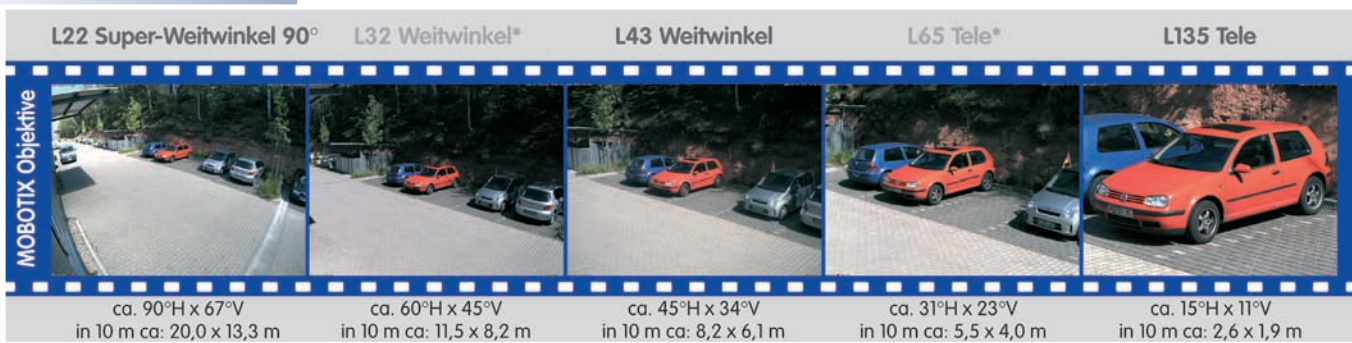 L22 Super-Weitwinkel 90° L32 Weitwinkel* L43 Weitwinkel L65 Tele* L135 Tele
MOBOTIX Objektive
ca. 90°H x 67°V ca. 60°H x 45°V ca. 45°H x 34°V ca. 31°H x 23°V ca. 15°H x 11°V
in 10 m ca: 20,0 x 13,3 m in 10 m ca: 11,5 x 8,2 m in 10 m ca: 8,2 x 6,1 m in 10 m ca: 5,5 x 4,0 m in 10 m ca: 2,6 x 1,9 m